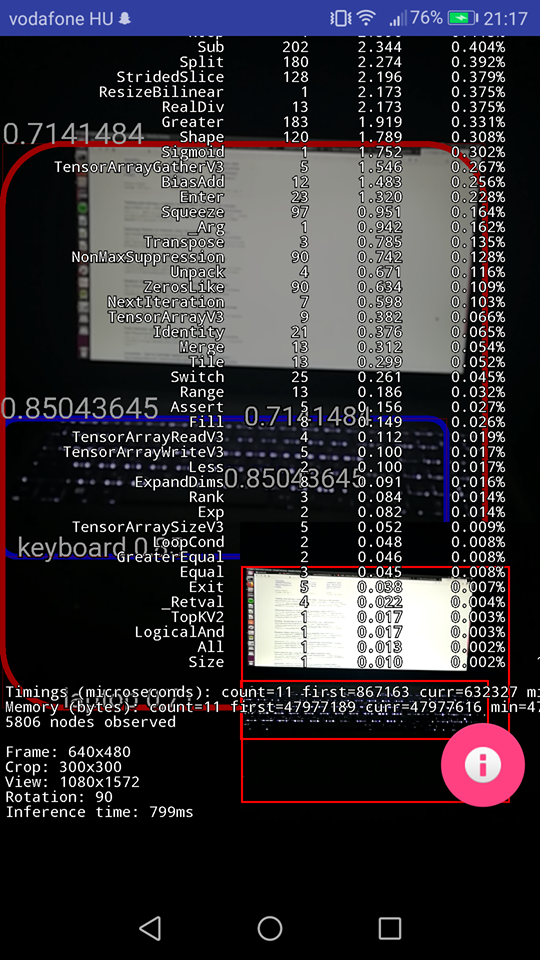 vodafone HU 76% 21:17
Sub 202 2.344 0.404%
Split 180 2.274 0.392%
StridedSlice 128 2.196 0.379%
ResizeBilinear 1 2.173 0.375%
RealDiv 13 2.173 0.375%
Greater 183 1.919 0.331%
0.7141484
Shape 120 1.789 0.308%
Sigmoid 1 1.752 0.302%
TensorArrayGatherV3 5 1.546 0.267%
BiasAdd 12 1.483 0.256%
Enter 23 1.320 0.228%
Squeeze 97 0.951 0.164%
_Arg 1 0.942 0.162%
Transpose 3 0.785 0.135%
NonMaxSuppression 90 0.742 0.128%
Unpack 4 0.671 0.116%
ZerosLike 90 0.634 0.109%
NextIteration 7 0.598 0.103%
TensorArrayV3 9 0.382 0.066%
Identity 21 0.376 0.065%
Merge 13 0.312 0.054%
Tile 13 0.299 0.052%
Switch 25 0.261 0.045%
Range 13 0.186 0.032%
0.85043645
Assert 5 0.156 0.027%
0.7141484
Fill 8 0.149 0.026%
TensorArrayReadV3 4 0.112 0.019%
TensorArrayWriteV3 5 0.100 0.017%
Less 2 0.100 0.017%
0.85043645
ExpandDims 8 0.091 0.016%
Rank 3 0.084 0.014%
Exp 2 0.082 0.014%
TensorArraySizeV3 5 0.052 0.009%
LoopCond 2 0.048 0.008%
keyboard 0.85
GreaterEqual 2 0.046 0.008%
Equal 3 0.045 0.008%
Exit 5 0.038 0.007%
_Retval 4 0.022 0.004%
TopKV2 1 0.017 0.003%
LogicalAnd 1 0.017 0.003%
All 1 0.013 0.002%
Size 1 0.010 0.002% 1
laptop 0.71
Timings (microseconds): count=11 first=867163 curr=632327 mi
Memory (bytes): count=11 first=47977189 curr=47977616 min=47
5806 nodes observed
Frame: 640x480
Crop: 300x300
View: 1080x1572
Rotation: 90
Inference time: 799ms